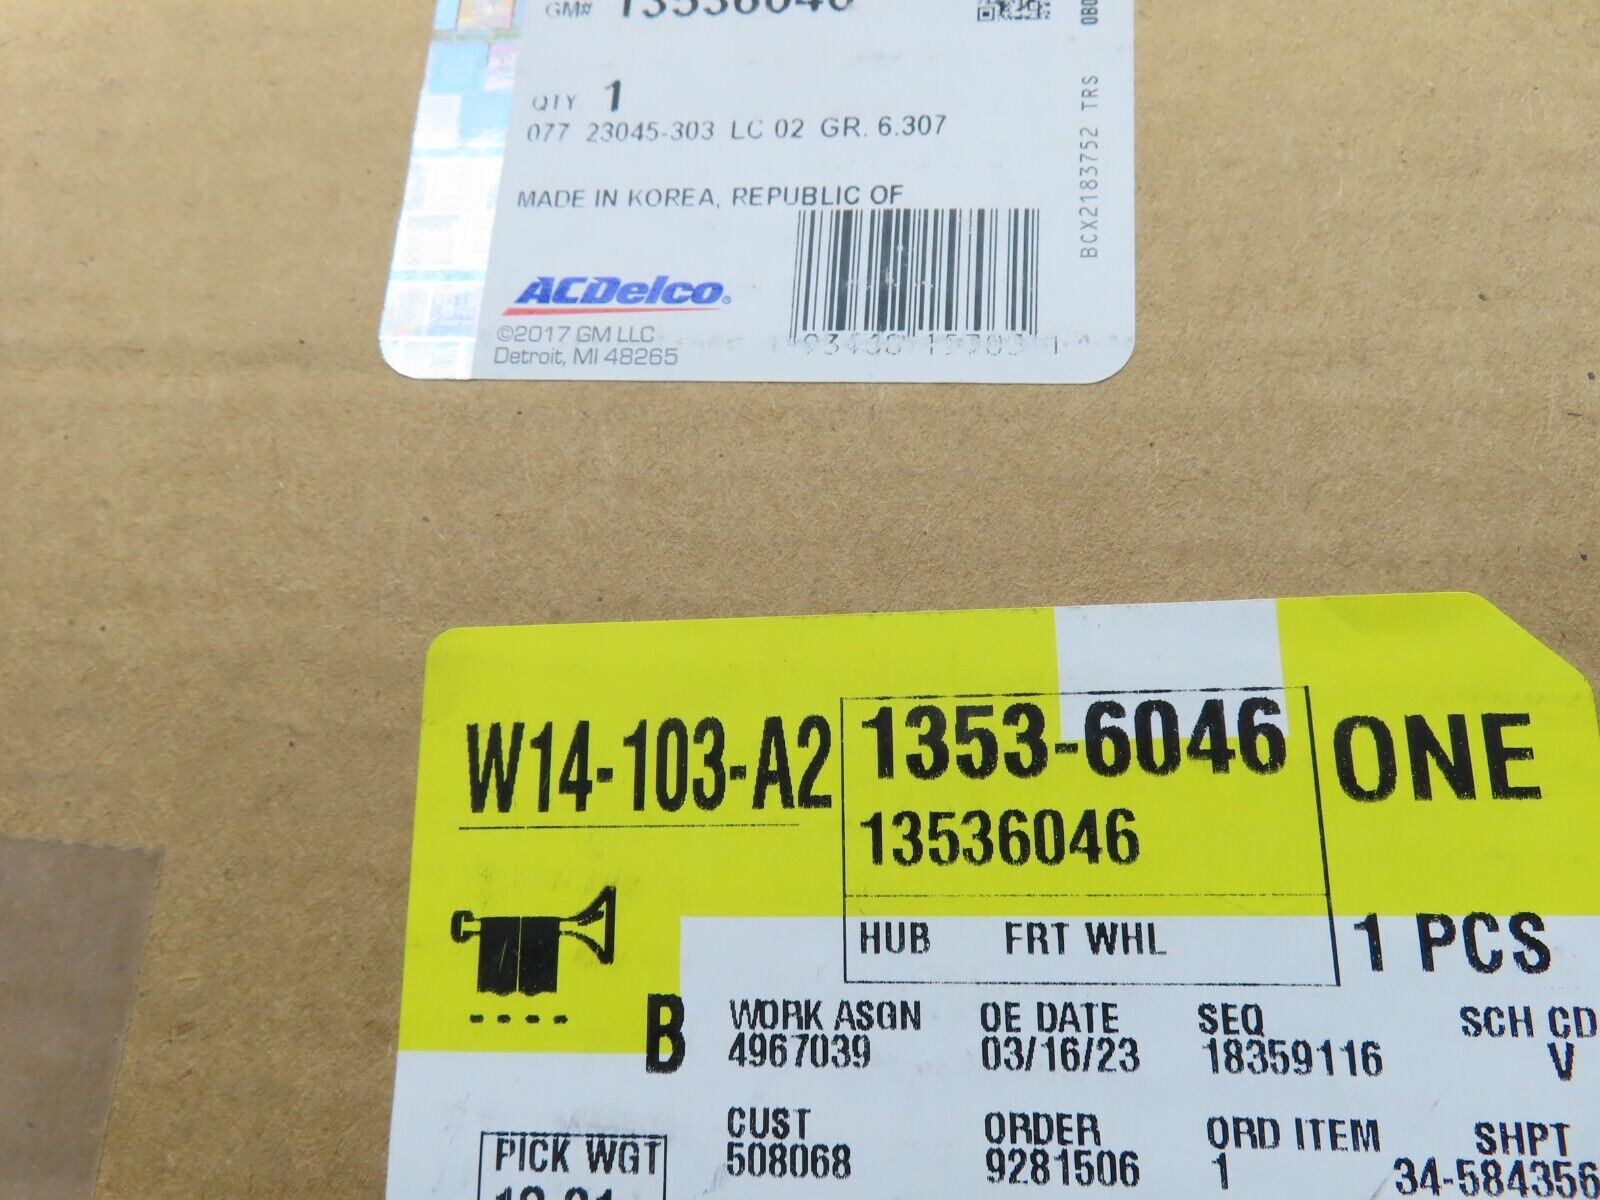 GM# 13536046
QTY. 1
077 23045-303 LC 02 GR. 6.307
MADE IN KOREA, REPUBLIC OF
BCX2183752 TRS
ACDelco®
©2017 GM LLC
Detroit, MI 48265
W14-103-A2
1353-6046
ONE
13536046
HUB FRT WHL
1 PCS
B
WORK ASGN OE DATE SEQ SCH CD
4967039 03/16/23 18359116 V
CUST ORDER ORD ITEM SHPT
508068 9281506 1 34-584356
PICK WGT